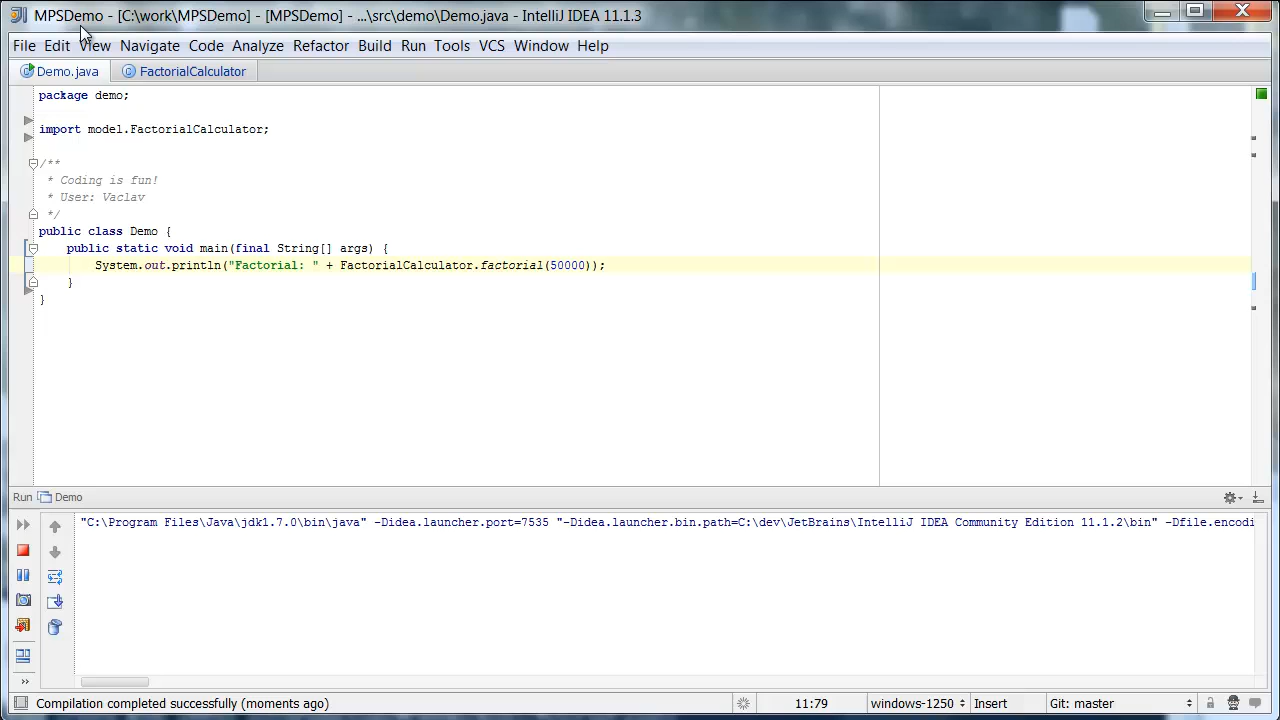 MPSDemo - [C:\work\MPSDemo] - [MPSDemo] - ...\src\demo\Demo.java - IntelliJ IDEA 11.1.3
File Edit View Navigate Code Analyze Refactor Build Run Tools VCS Window Help
Demo.java FactorialCalculator
package demo;
import model.FactorialCalculator;
/**
* Coding is fun!
* User: Vaclav
*/
public class Demo {
public static void main(final String[] args) {
System.out.println("Factorial: " + FactorialCalculator.factorial(50000));
}
}
Run Demo
"C:\Program Files\Java\jdk1.7.0\bin\java" -Didea.launcher.port=7535 "-Didea.launcher.bin.path=C:\dev\JetBrains\IntelliJ IDEA Community Edition 11.1.2\bin" -Dfile.encodi
Compilation completed successfully (moments ago) 11:79 windows-1250 Insert Git: master